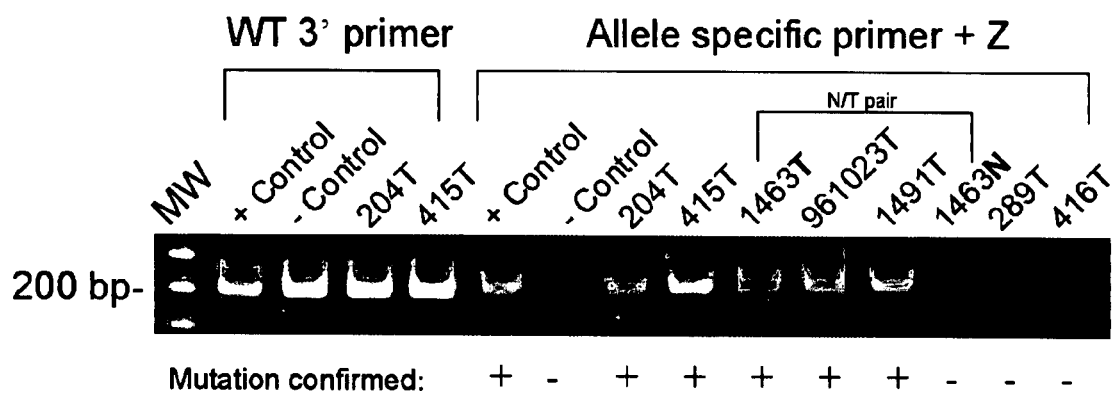 WT 3' primer
Allele specific primer + Z
N/T pair
MW
+ Control
- Control
204T
415T
+ Control
- Control
204T
415T
1463T
961023T
1491T
1463N
289T
416T
200 bp-
Mutation confirmed: + - + + + + + - - -